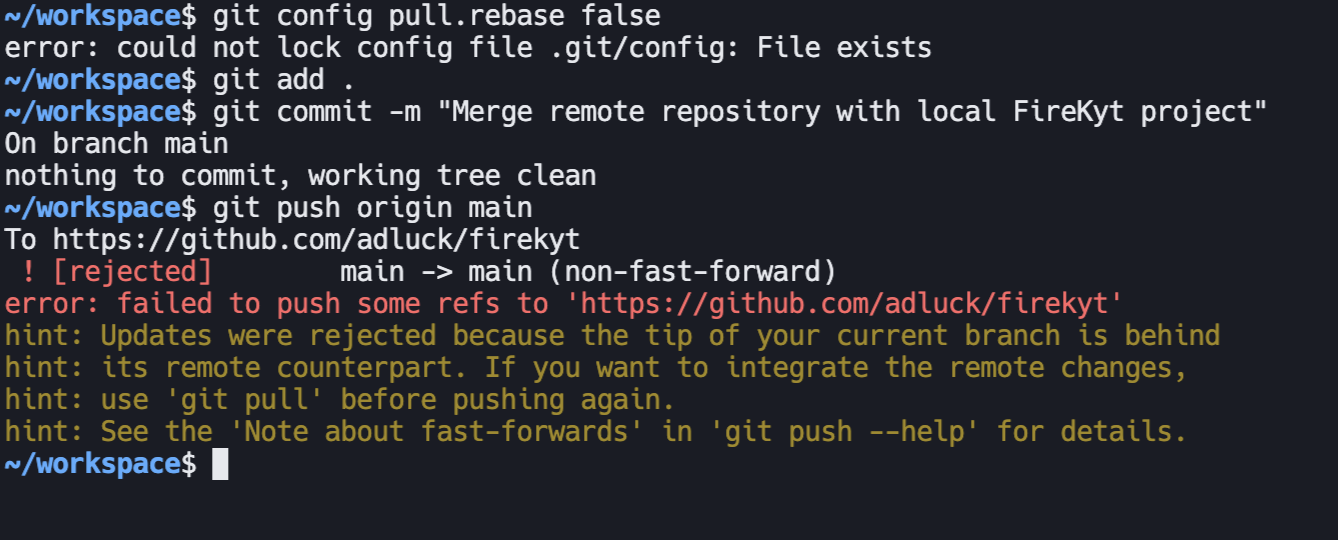 ~/workspace$ git config pull.rebase false
error: could not lock config file .git/config: File exists
~/workspace$ git add .
~/workspace$ git commit -m "Merge remote repository with local FireKyt project"
On branch main
nothing to commit, working tree clean
~/workspace$ git push origin main
To https://github.com/adluck/firekyt
 ! [rejected]        main -> main (non-fast-forward)
error: failed to push some refs to 'https://github.com/adluck/firekyt'
hint: Updates were rejected because the tip of your current branch is behind
hint: its remote counterpart. If you want to integrate the remote changes,
hint: use 'git pull' before pushing again.
hint: See the 'Note about fast-forwards' in 'git push --help' for details.
~/workspace$